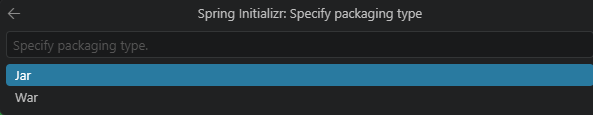 Spring Initializr: Specify packaging type
Specify packaging type.
Jar
War